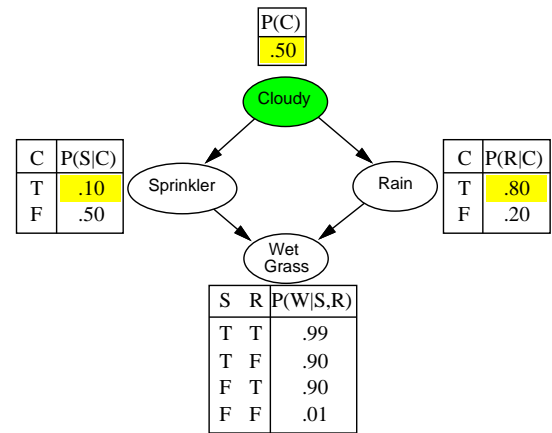 P(C)
.50
Cloudy
C P(S|C)
T .10
F .50
Sprinkler
Rain
C P(R|C)
T .80
F .20
Wet
Grass
S R P(W|S,R)
T T .99
T F .90
F T .90
F F .01